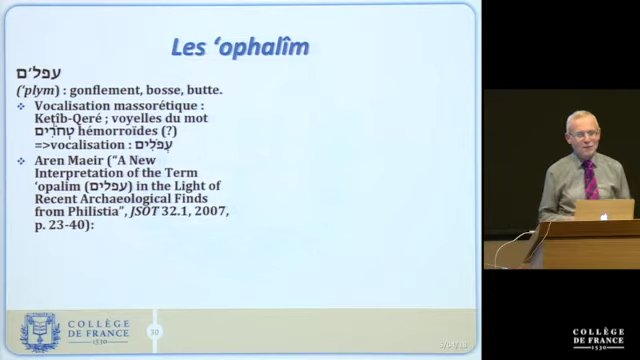 Les ‘ophalîm
עפל׳ם
(‘plym) : gonflement, bosse, butte.
Vocalisation massorétique :
Ketîb-Qeré ; voyelles du mot
טְחֹרִים hémorroïdes (?)
=>vocalisation : עְפֹלִים
Aren Maeir (“A New
Interpretation of the Term
‘opalim (עפלים) in the Light of
Recent Archaeological Finds
from Philistia”, JSOT 32.1, 2007,
p. 23-40):
COLLÈGE
DE FRANCE
1530
30
COLLÈGE
DE FRANCE
1530